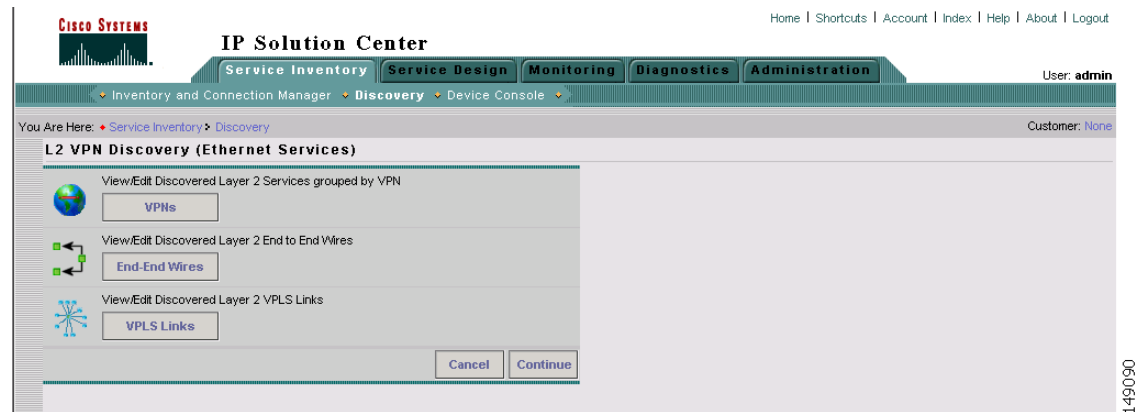 CISCO SYSTEMS
Home | Shortcuts | Account | Index | Help | About | Logout
IP Solution Center
Service Inventory Service Design Monitoring Diagnostics Administration
User: admin
Inventory and Connection Manager Discovery Device Console
You Are Here: Service Inventory Discovery
Customer: None
L2 VPN Discovery (Ethernet Services)
View/Edit Discovered Layer 2 Services grouped by VPN
VPNs
View/Edit Discovered Layer 2 End to End Wires
End-End Wires
View/Edit Discovered Layer 2 VPLS Links
VPLS Links
Cancel Continue
149090